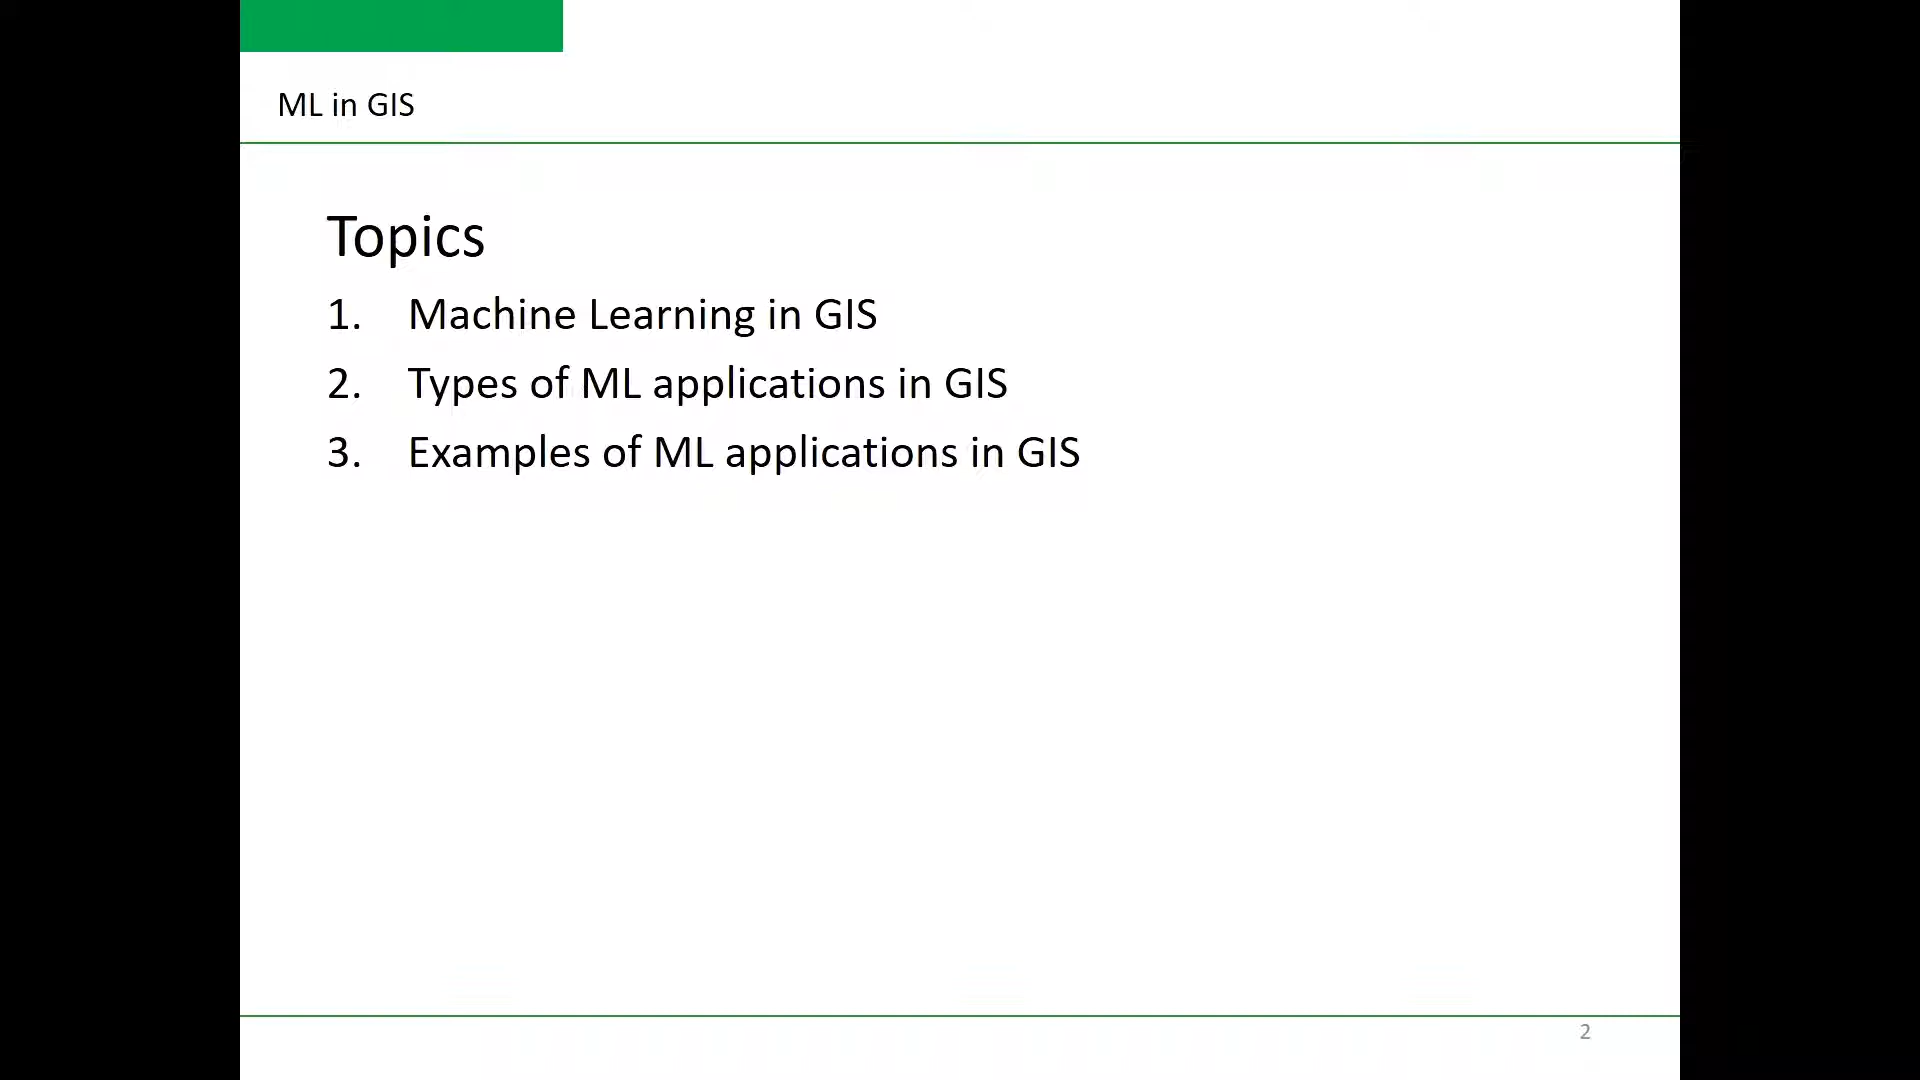 ML in GIS
Topics
1. Machine Learning in GIS
2. Types of ML applications in GIS
3. Examples of ML applications in GIS
2